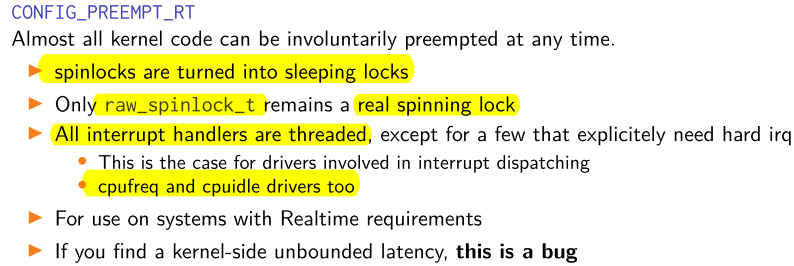 CONFIG_PREEMPT_RT
Almost all kernel code can be involuntarily preempted at any time.
▶ spinlocks are turned into sleeping locks
▶ Only raw_spinlock_t remains a real spinning lock
▶ All interrupt handlers are threaded, except for a few that explicitely need hard irq
• This is the case for drivers involved in interrupt dispatching
• cpufreq and cpuidle drivers too
▶ For use on systems with Realtime requirements
▶ If you find a kernel-side unbounded latency, this is a bug